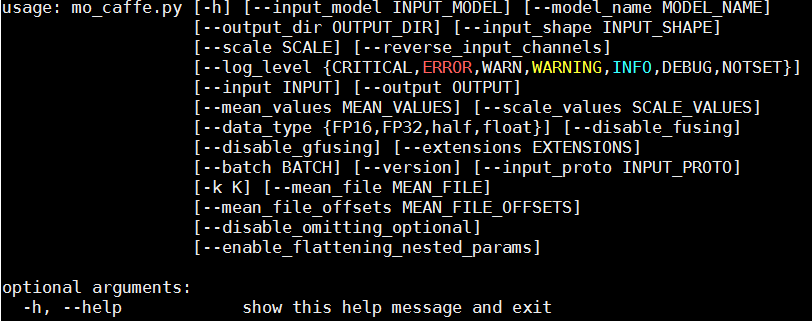 usage: mo_caffe.py [-h] [--input_model INPUT_MODEL] [--model_name MODEL_NAME]
[--output_dir OUTPUT_DIR] [--input_shape INPUT_SHAPE]
[--scale SCALE] [--reverse_input_channels]
[--log_level {CRITICAL,ERROR,WARN,WARNING,INFO,DEBUG,NOTSET}]
[--input INPUT] [--output OUTPUT]
[--mean_values MEAN_VALUES] [--scale_values SCALE_VALUES]
[--data_type {FP16,FP32,half,float}] [--disable_fusing]
[--disable_gfusing] [--extensions EXTENSIONS]
[--batch BATCH] [--version] [--input_proto INPUT_PROTO]
[-k K] [--mean_file MEAN_FILE]
[--mean_file_offsets MEAN_FILE_OFFSETS]
[--disable_omitting_optional]
[--enable_flattening_nested_params]
optional arguments:
-h, --help show this help message and exit